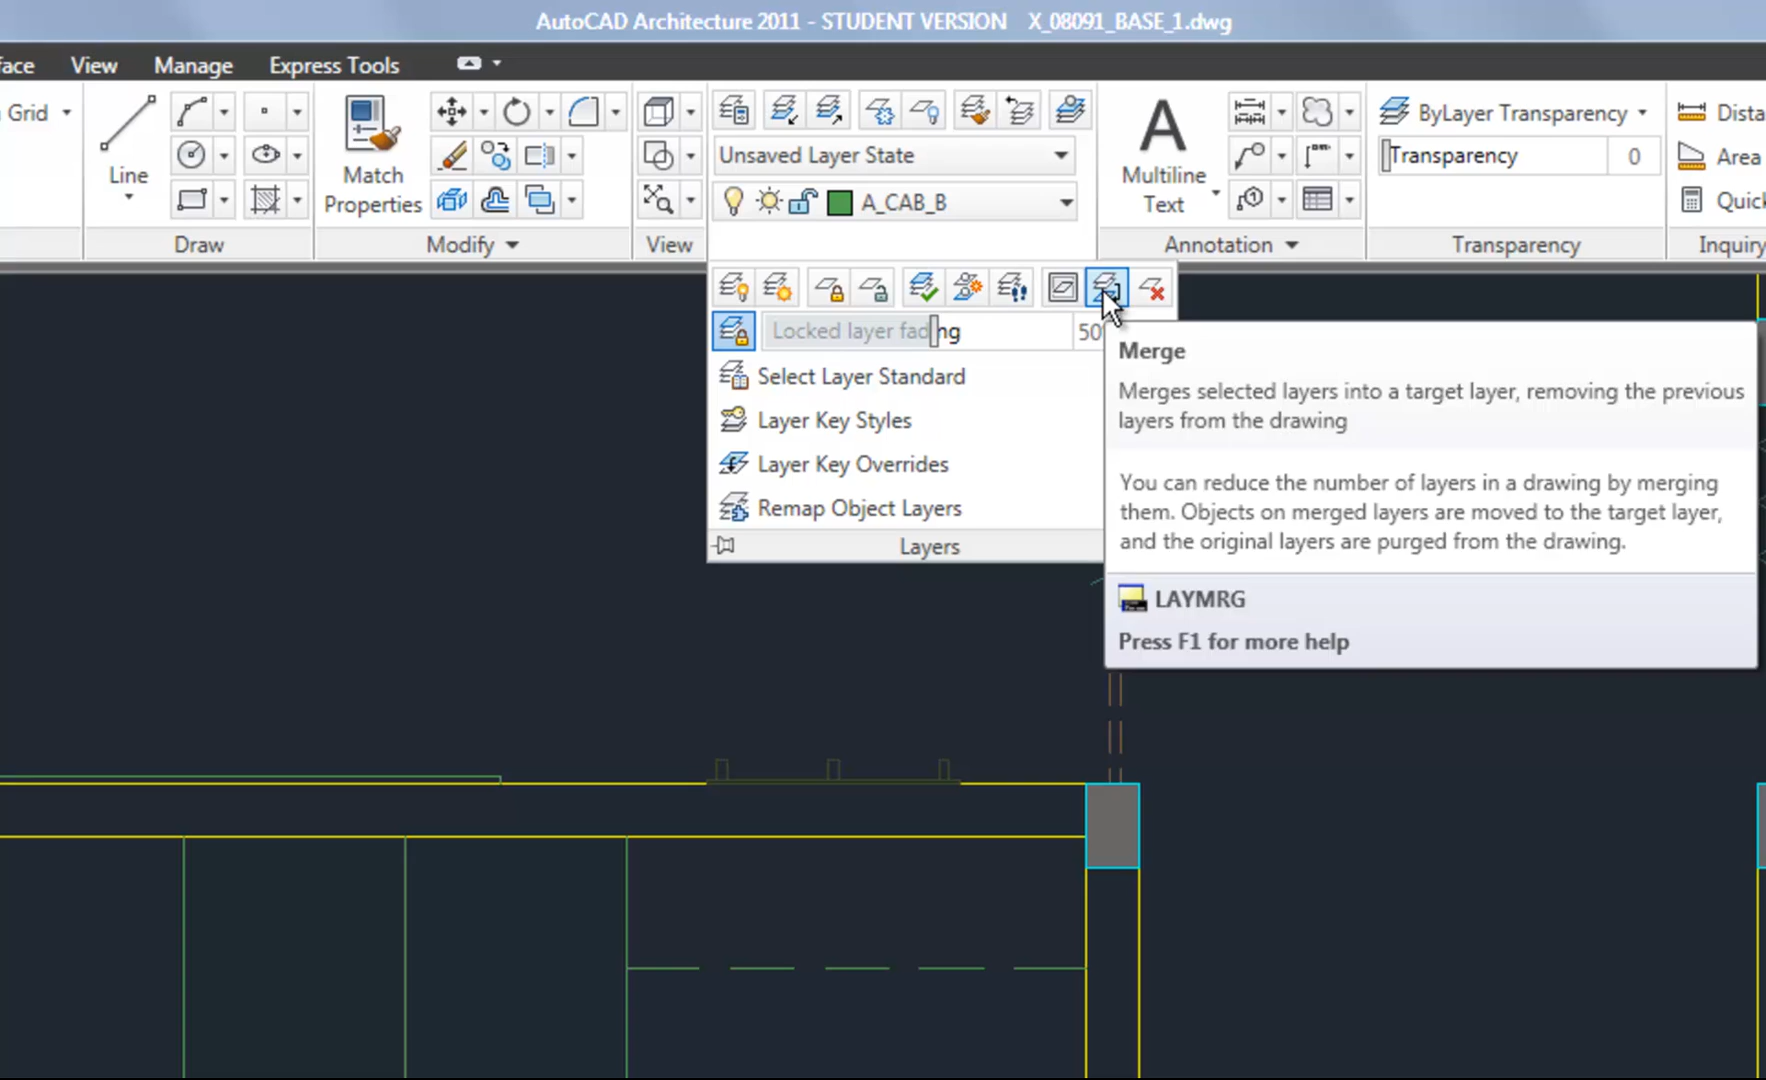 AutoCAD Architecture 2011 - STUDENT VERSION X_08091_BASE_1.dwg
View Manage Express Tools
Grid
Line
Match
Properties
Unsaved Layer State
A_CAB_B
Multiline
Text
ByLayer Transparency
Transparency 0
Area
Draw
Modify
View
Annotation
Transparency
Locked layer fading
Select Layer Standard
Layer Key Styles
Layer Key Overrides
Remap Object Layers
Layers
Merge
Merges selected layers into a target layer, removing the previous
layers from the drawing
You can reduce the number of layers in a drawing by merging
them. Objects on merged layers are moved to the target layer,
and the original layers are purged from the drawing.
LAYMRG
Press F1 for more help